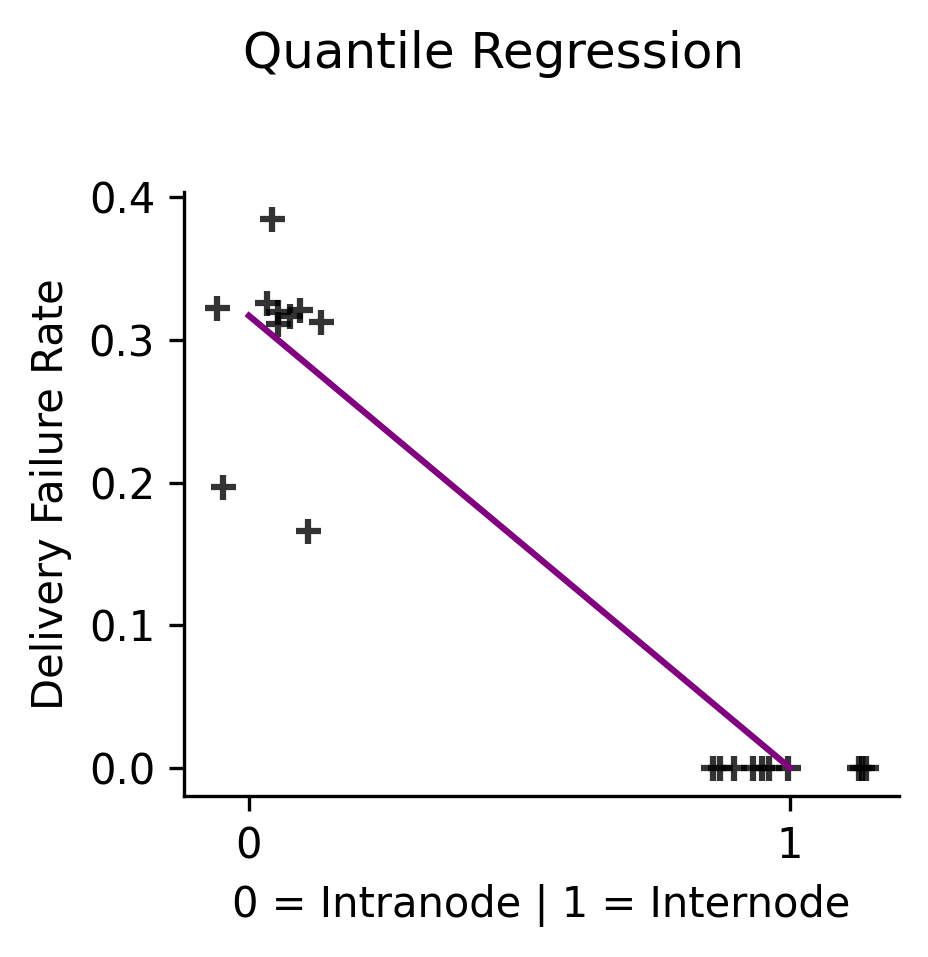 Quantile Regression
0.4
0.3
0.2
0.1
0.0
Delivery Failure Rate
0
1
0 = Intranode | 1 = Internode